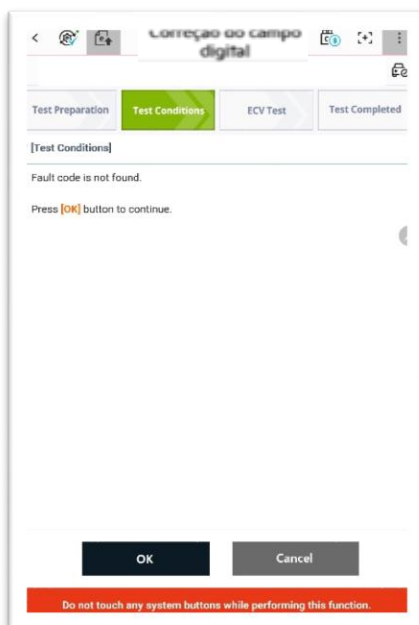 Correção do campo
digital
Test Preparation
Test Conditions
ECV Test
Test Completed
[Test Conditions]
Fault code is not found.
Press [OK] button to continue.
OK
Cancel
Do not touch any system buttons while performing this function.